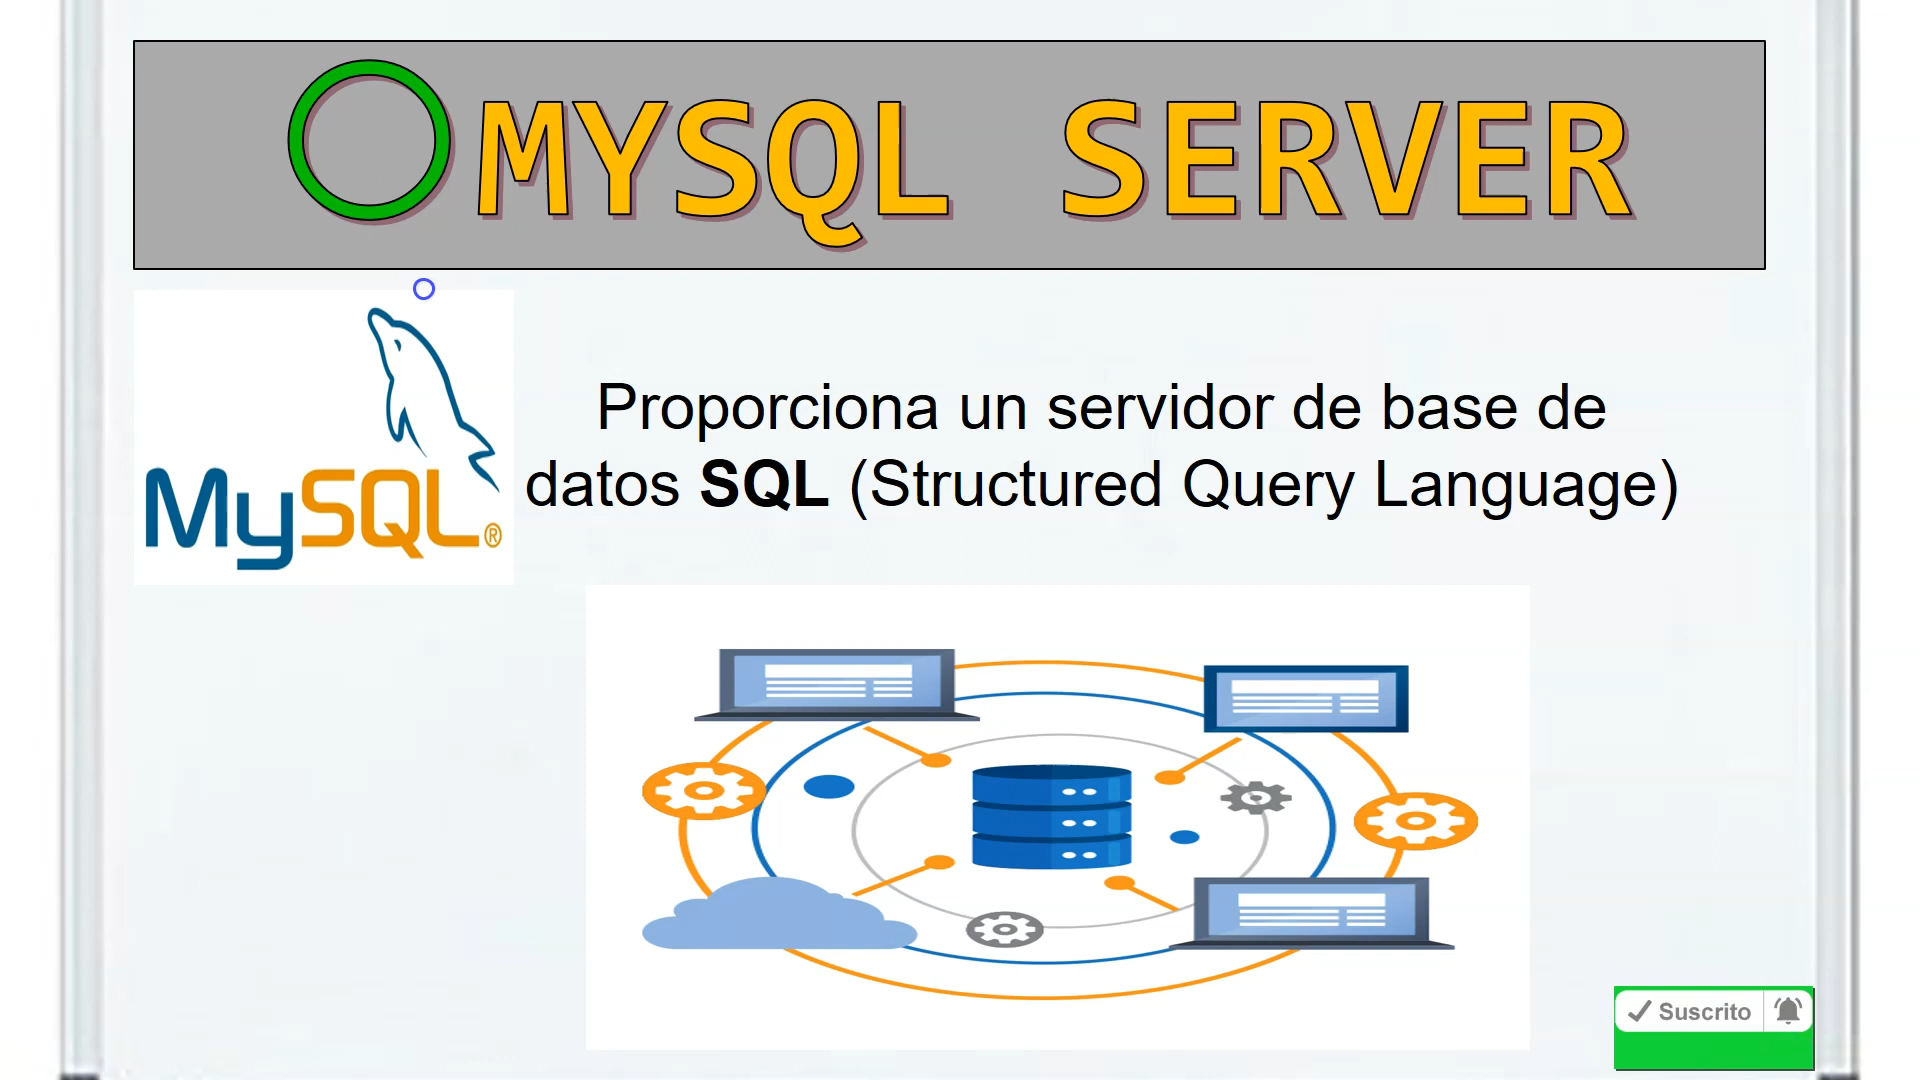 MYSQL SERVER
MySQL®
Proporciona un servidor de base de
datos SQL (Structured Query Language)
Suscrito